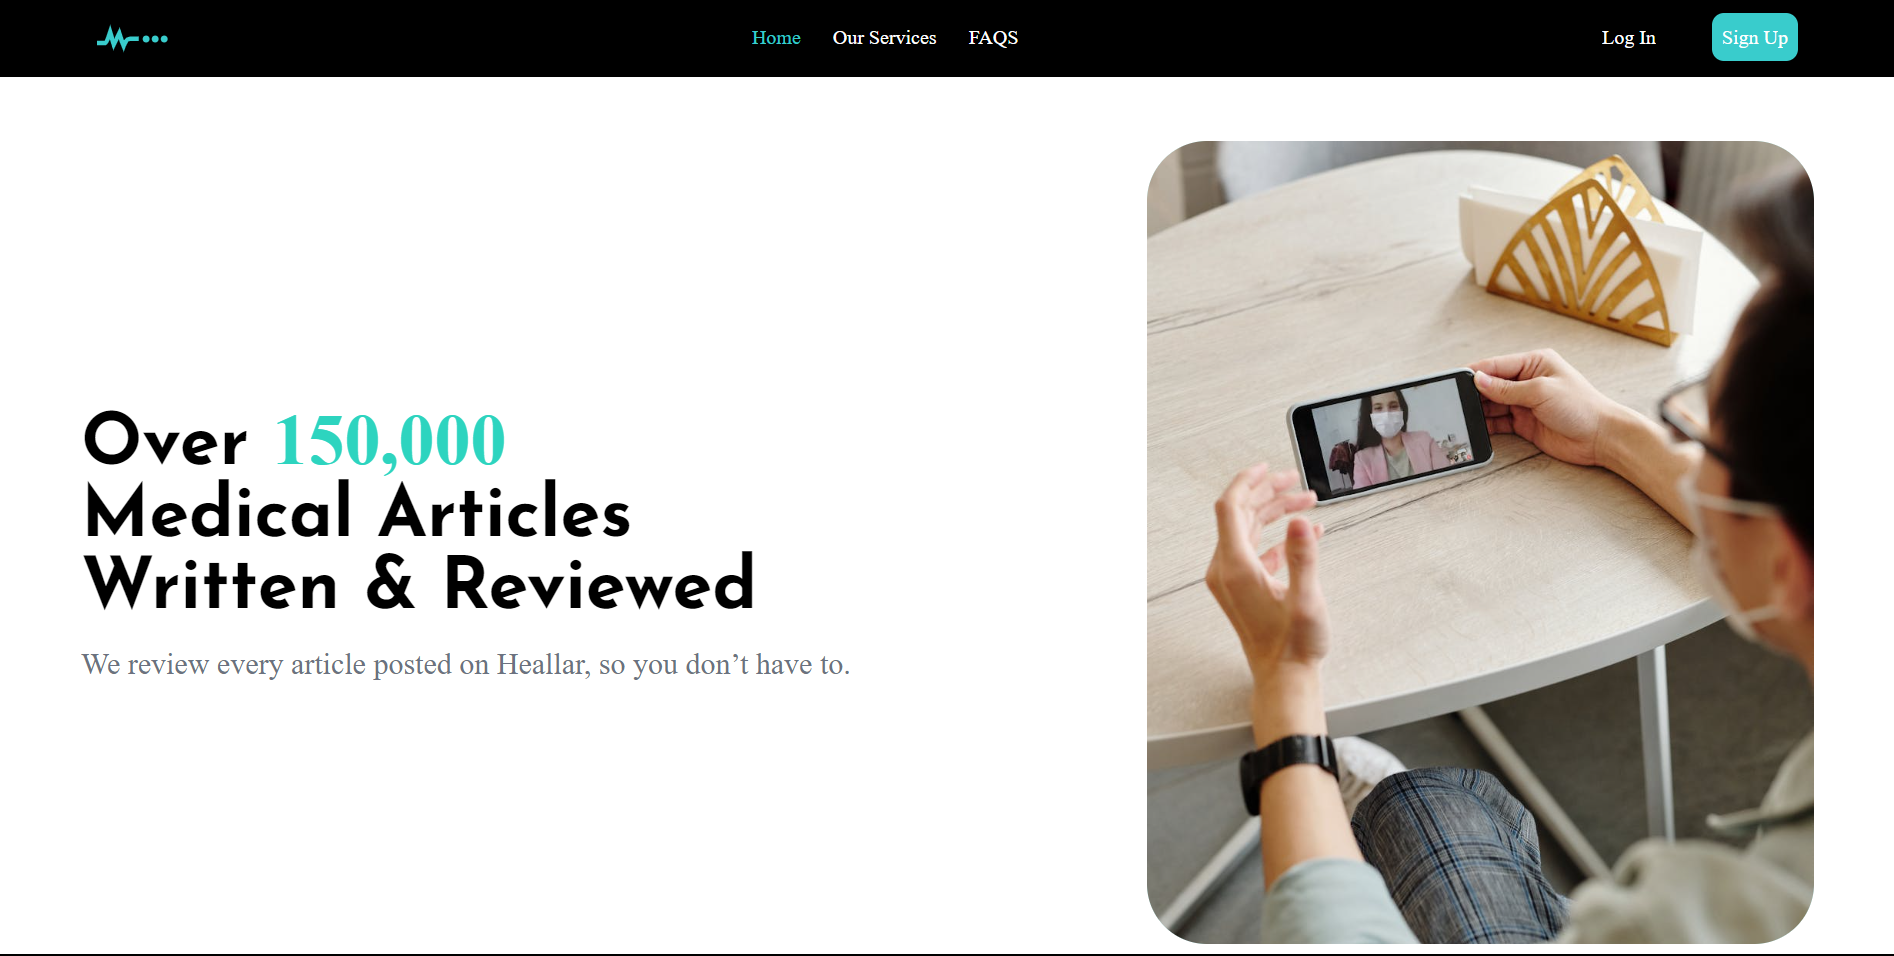 Home Our Services FAQS Log In Sign Up
Over 150,000
Medical Articles
Written & Reviewed
We review every article posted on Heallar, so you don’t have to.